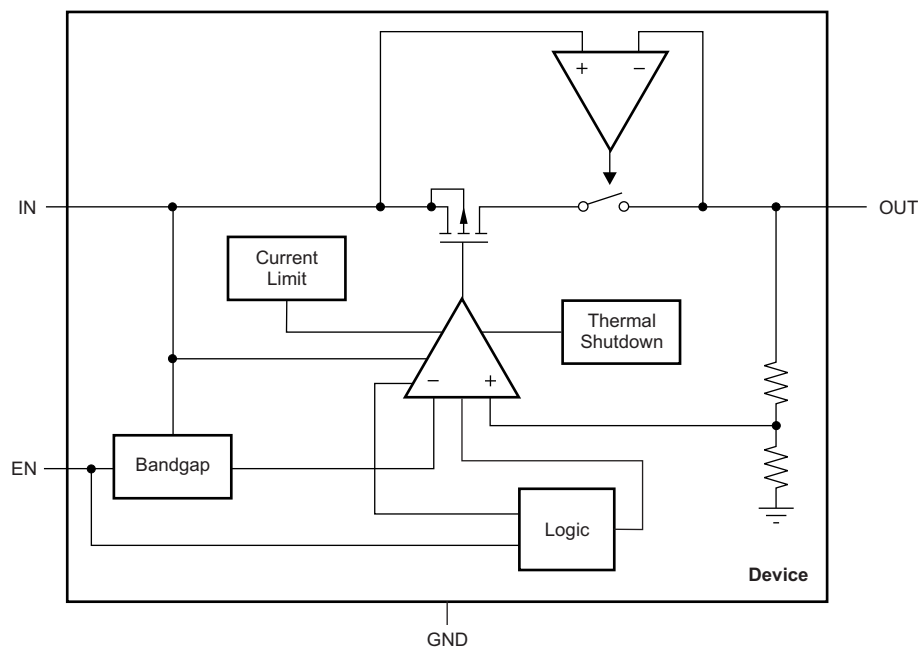 + −
IN
OUT
Current
Limit
Thermal
Shutdown
− +
EN
Bandgap
Logic
Device
GND